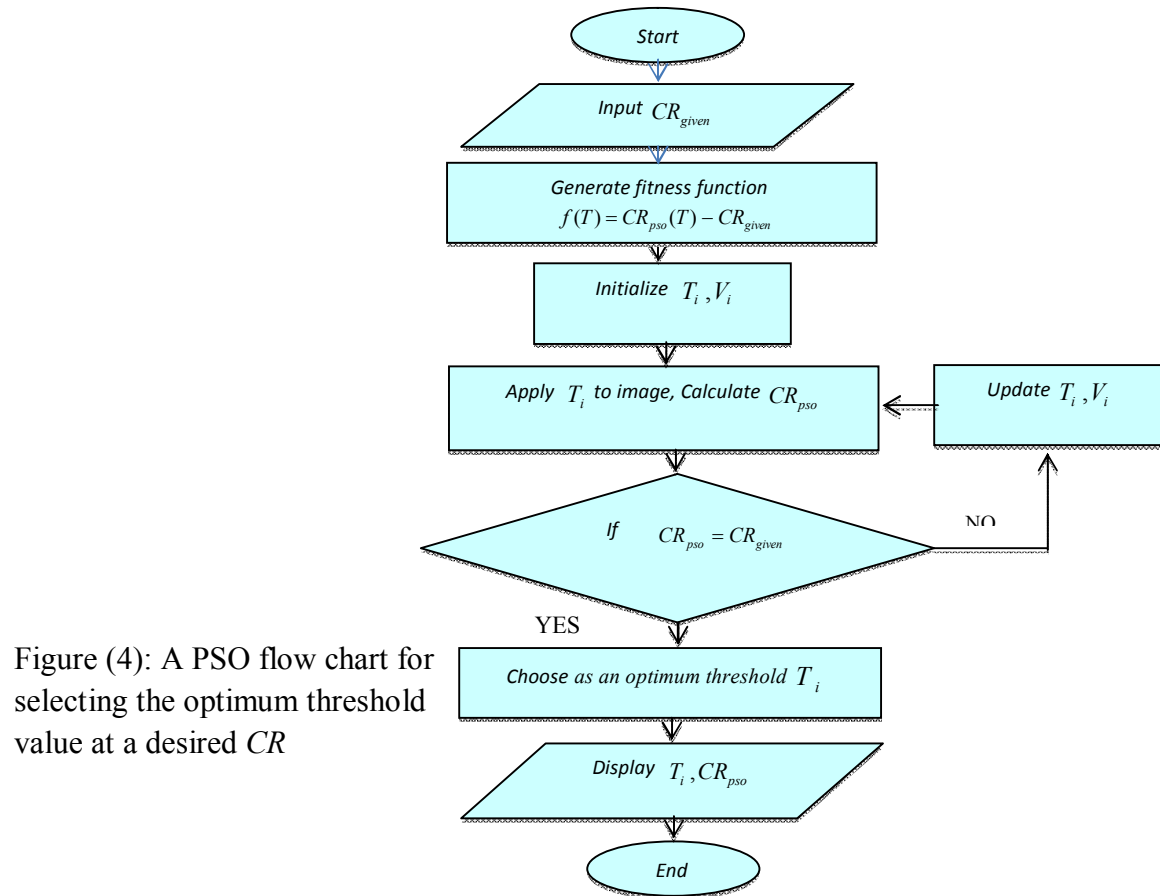 Start
Input CR_given
Generate fitness function
f(T) = CR_pso(T) − CR_given
Initialize T_i , V_i
Apply T_i to image, Calculate CR_pso
Update T_i , V_i
If CR_pso = CR_given
NO
YES
Choose as an optimum threshold T_i
Display T_i , CR_pso
End
Figure (4): A PSO flow chart for
selecting the optimum threshold
value at a desired CR